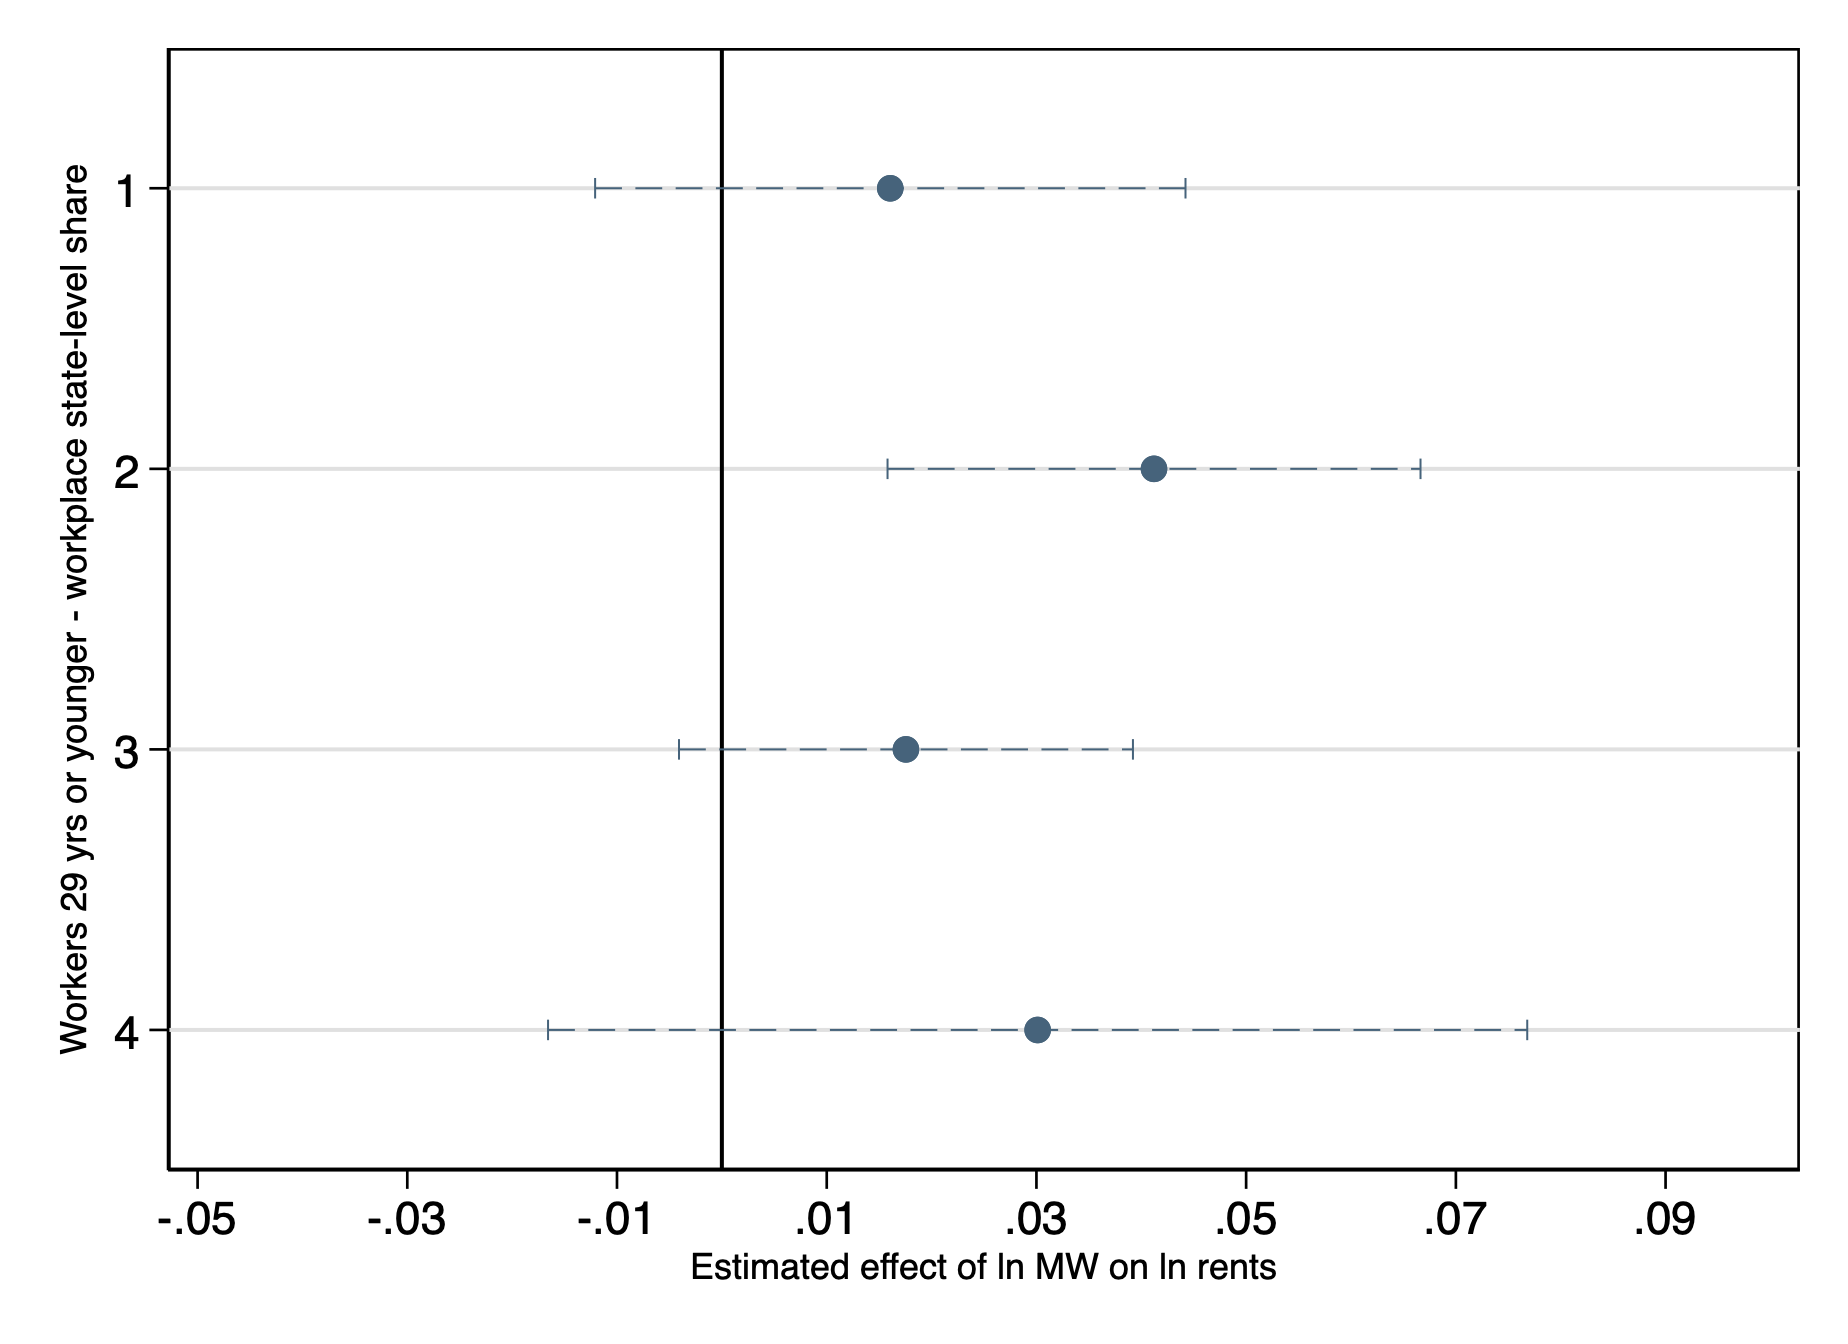 Workers 29 yrs or younger - workplace state-level share
1
2
3
4
-.05 -.03 -.01 .01 .03 .05 .07 .09
Estimated effect of ln MW on ln rents